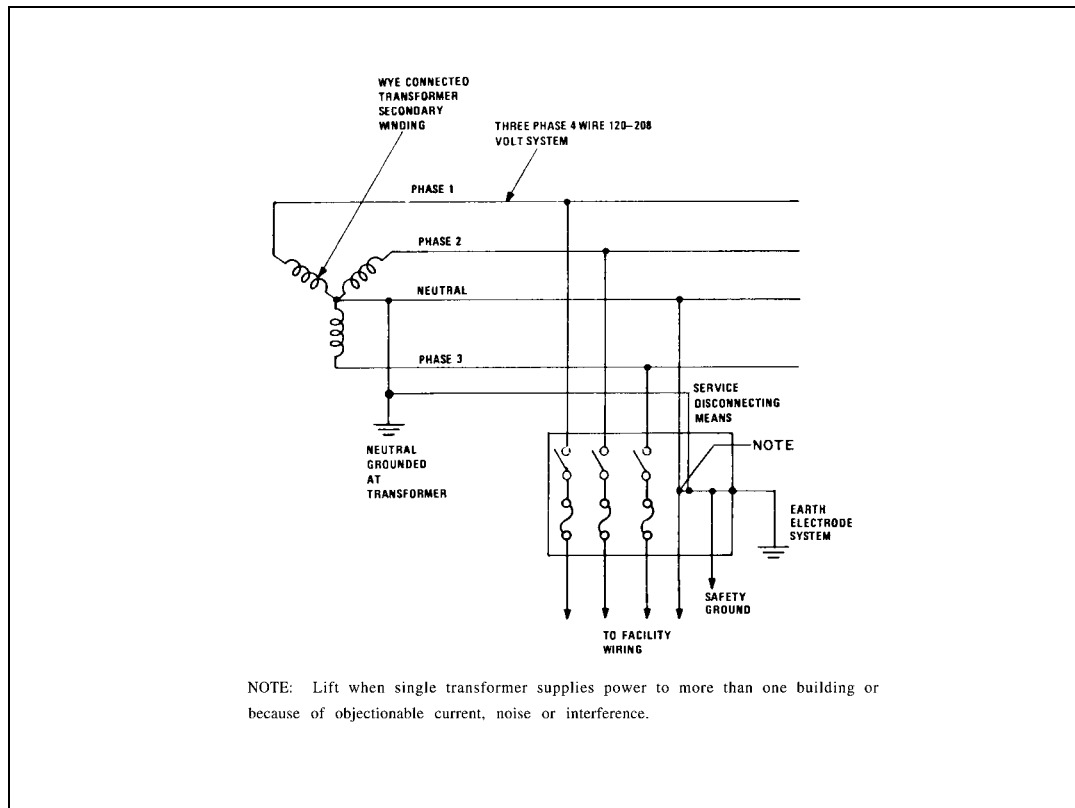 WYE CONNECTED
TRANSFORMER
SECONDARY
WINDING
THREE PHASE 4 WIRE 120-208
VOLT SYSTEM
PHASE 1
PHASE 2
NEUTRAL
PHASE 3
SERVICE
DISCONNECTING
MEANS
NOTE
NEUTRAL
GROUNDED
AT
TRANSFORMER
EARTH
ELECTRODE
SYSTEM
SAFETY
GROUND
TO FACILITY
WIRING
NOTE: Lift when single transformer supplies power to more than one building or
because of objectionable current, noise or interference.